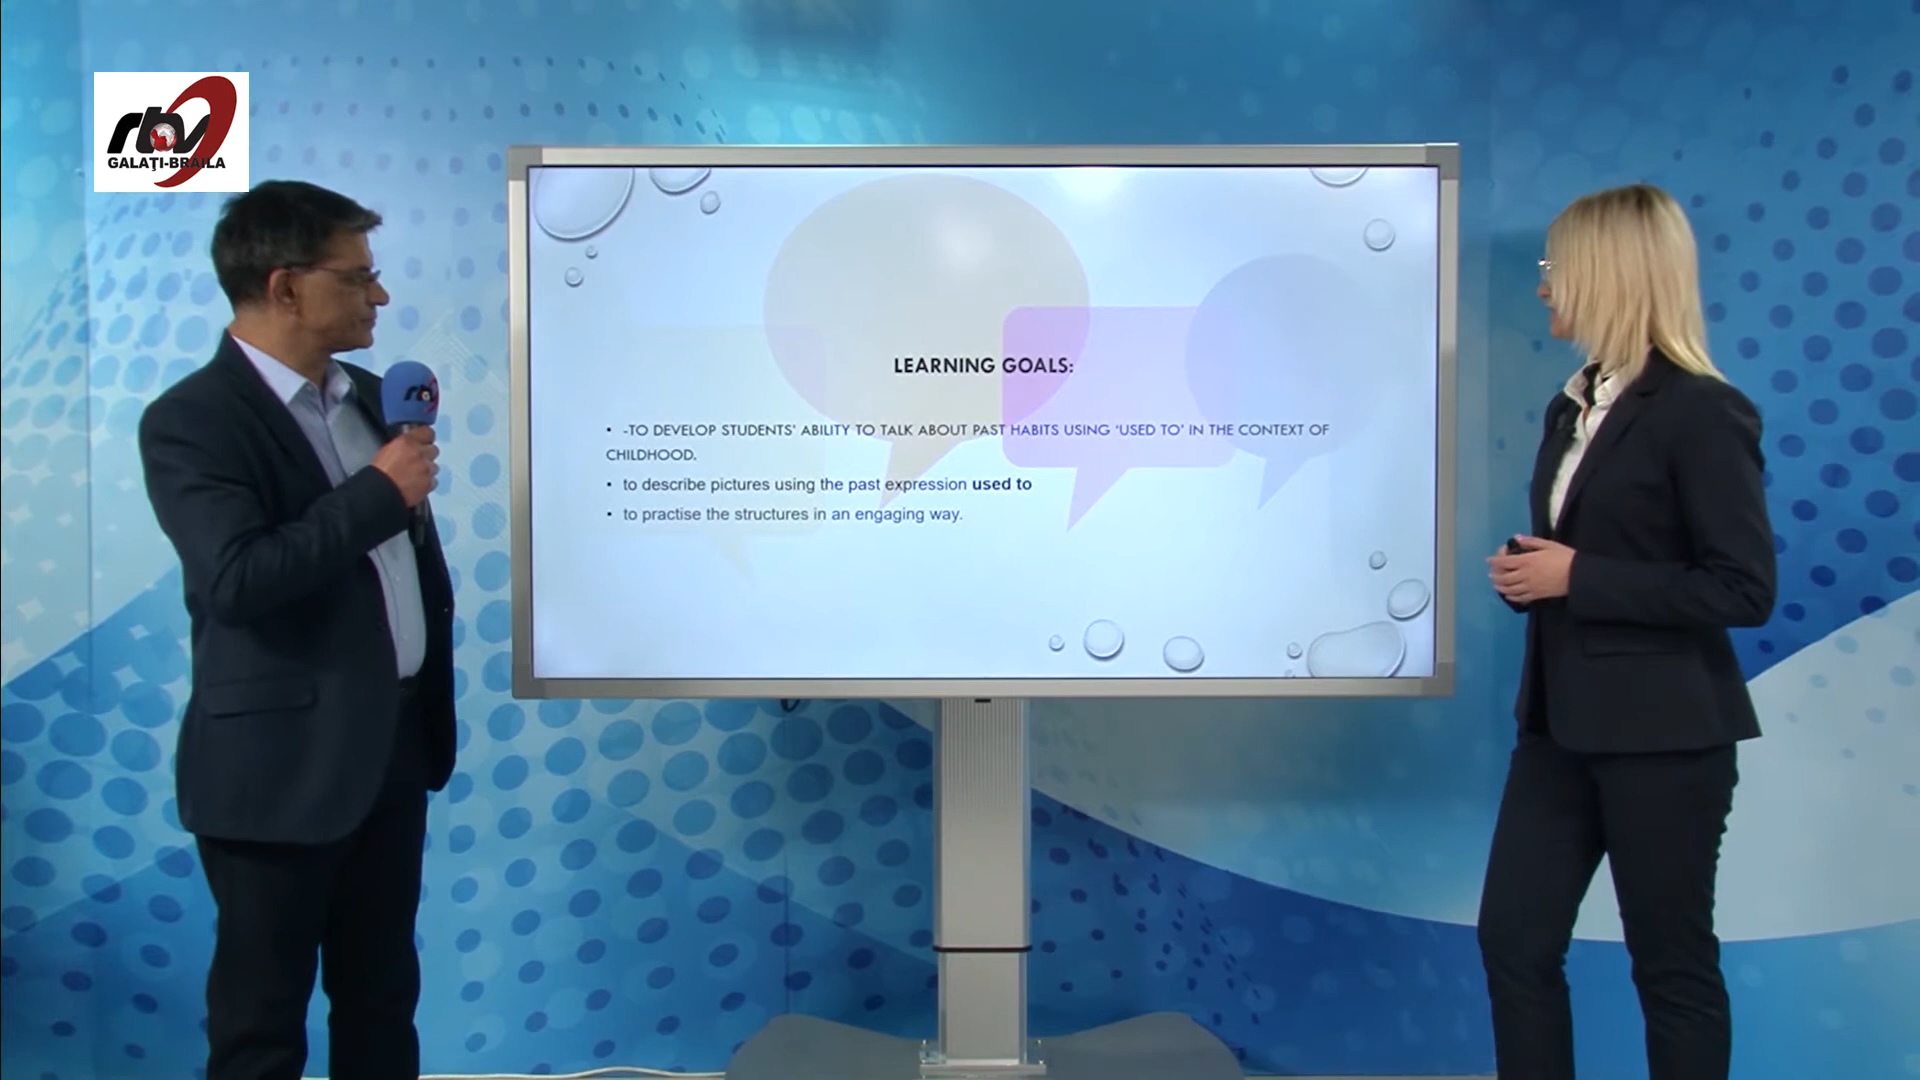 rtv
GALAŢI-BRĂILA
LEARNING GOALS:
• -TO DEVELOP STUDENTS' ABILITY TO TALK ABOUT PAST HABITS USING 'USED TO' IN THE CONTEXT OF
CHILDHOOD.
• to describe pictures using the past expression used to
• to practise the structures in an engaging way.
rtv